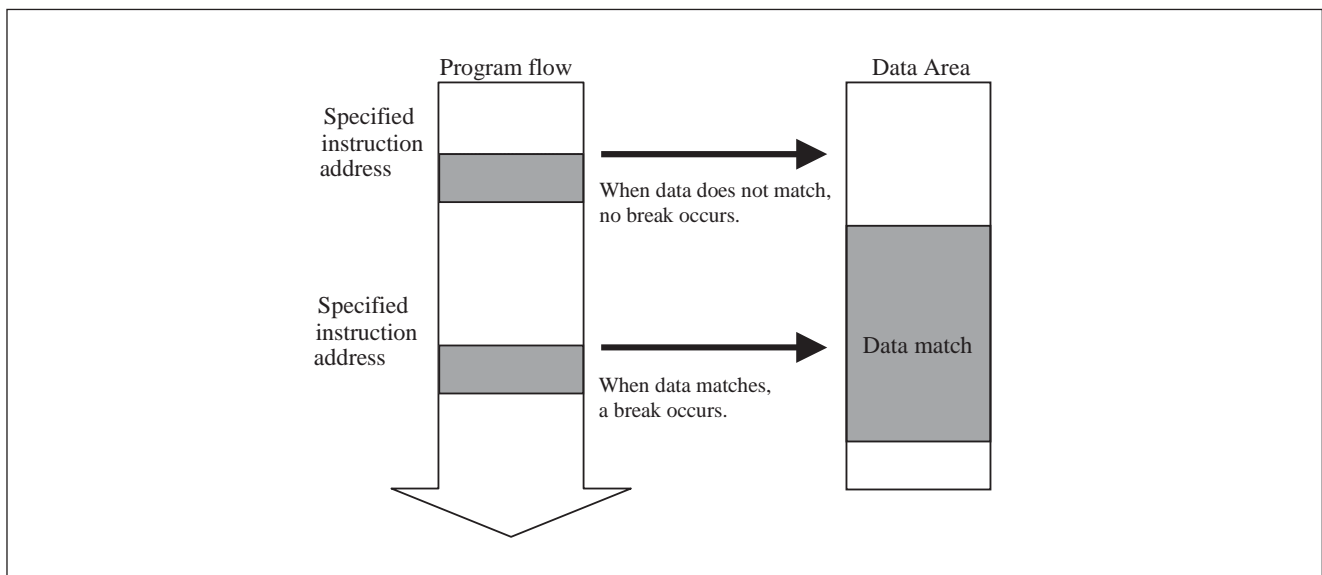 Program flow
Data Area
Specified
instruction
address
When data does not match,
no break occurs.
Specified
instruction
address
Data match
When data matches,
a break occurs.